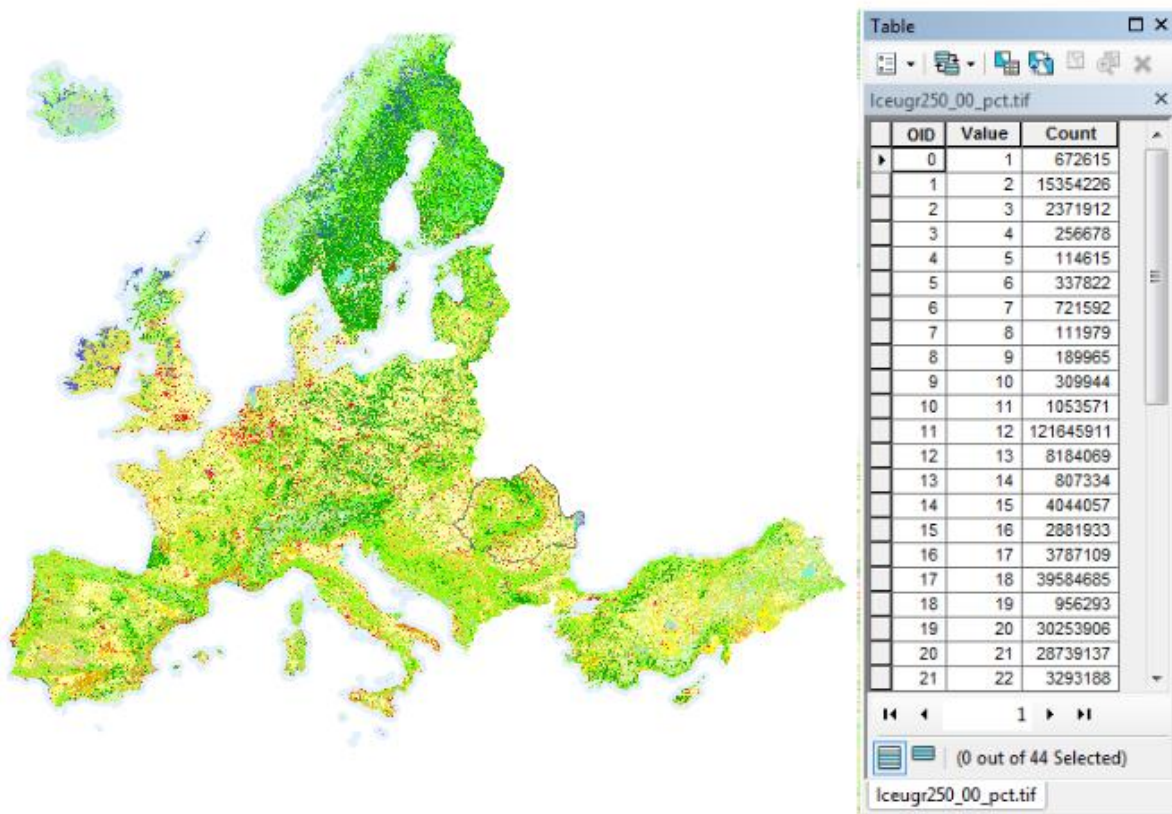 Table
lceugr250_00_pct.tif
OID Value Count
0 1 672615
1 2 15354226
2 3 2371912
3 4 256678
4 5 114615
5 6 337822
6 7 721592
7 8 111979
8 9 189965
9 10 309944
10 11 1053571
11 12 121645911
12 13 8184069
13 14 807334
14 15 4044057
15 16 2881933
16 17 3787109
17 18 39584685
18 19 956293
19 20 30253906
20 21 28739137
21 22 3293188
1
(0 out of 44 Selected)
lceugr250_00_pct.tif